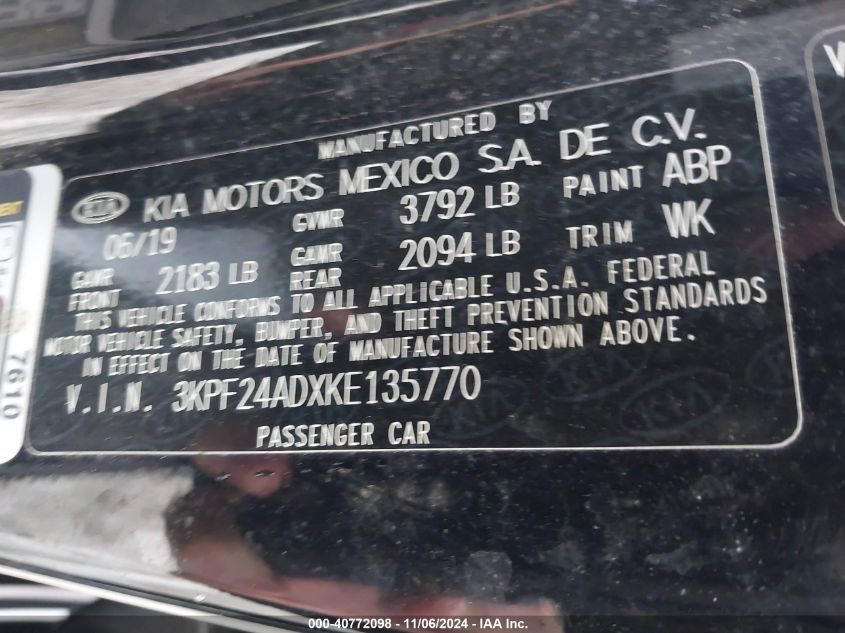 MANUFACTURED BY
KIA KIA MOTORS MEXICO S.A. DE C.V.
06/19 GVWR 3792 LB PAINT ABP
GAWR FRONT 2183 LB GAWR REAR 2094 LB TRIM WK
THIS VEHICLE CONFORMS TO ALL APPLICABLE U.S.A. FEDERAL
MOTOR VEHICLE SAFETY, BUMPER, AND THEFT PREVENTION STANDARDS
IN EFFECT ON THE DATE OF MANUFACTURE SHOWN ABOVE.
V.I.N. 3KPF24ADXKE135770
PASSENGER CAR
7610
000-40772098 - 11/06/2024 - IAA Inc.